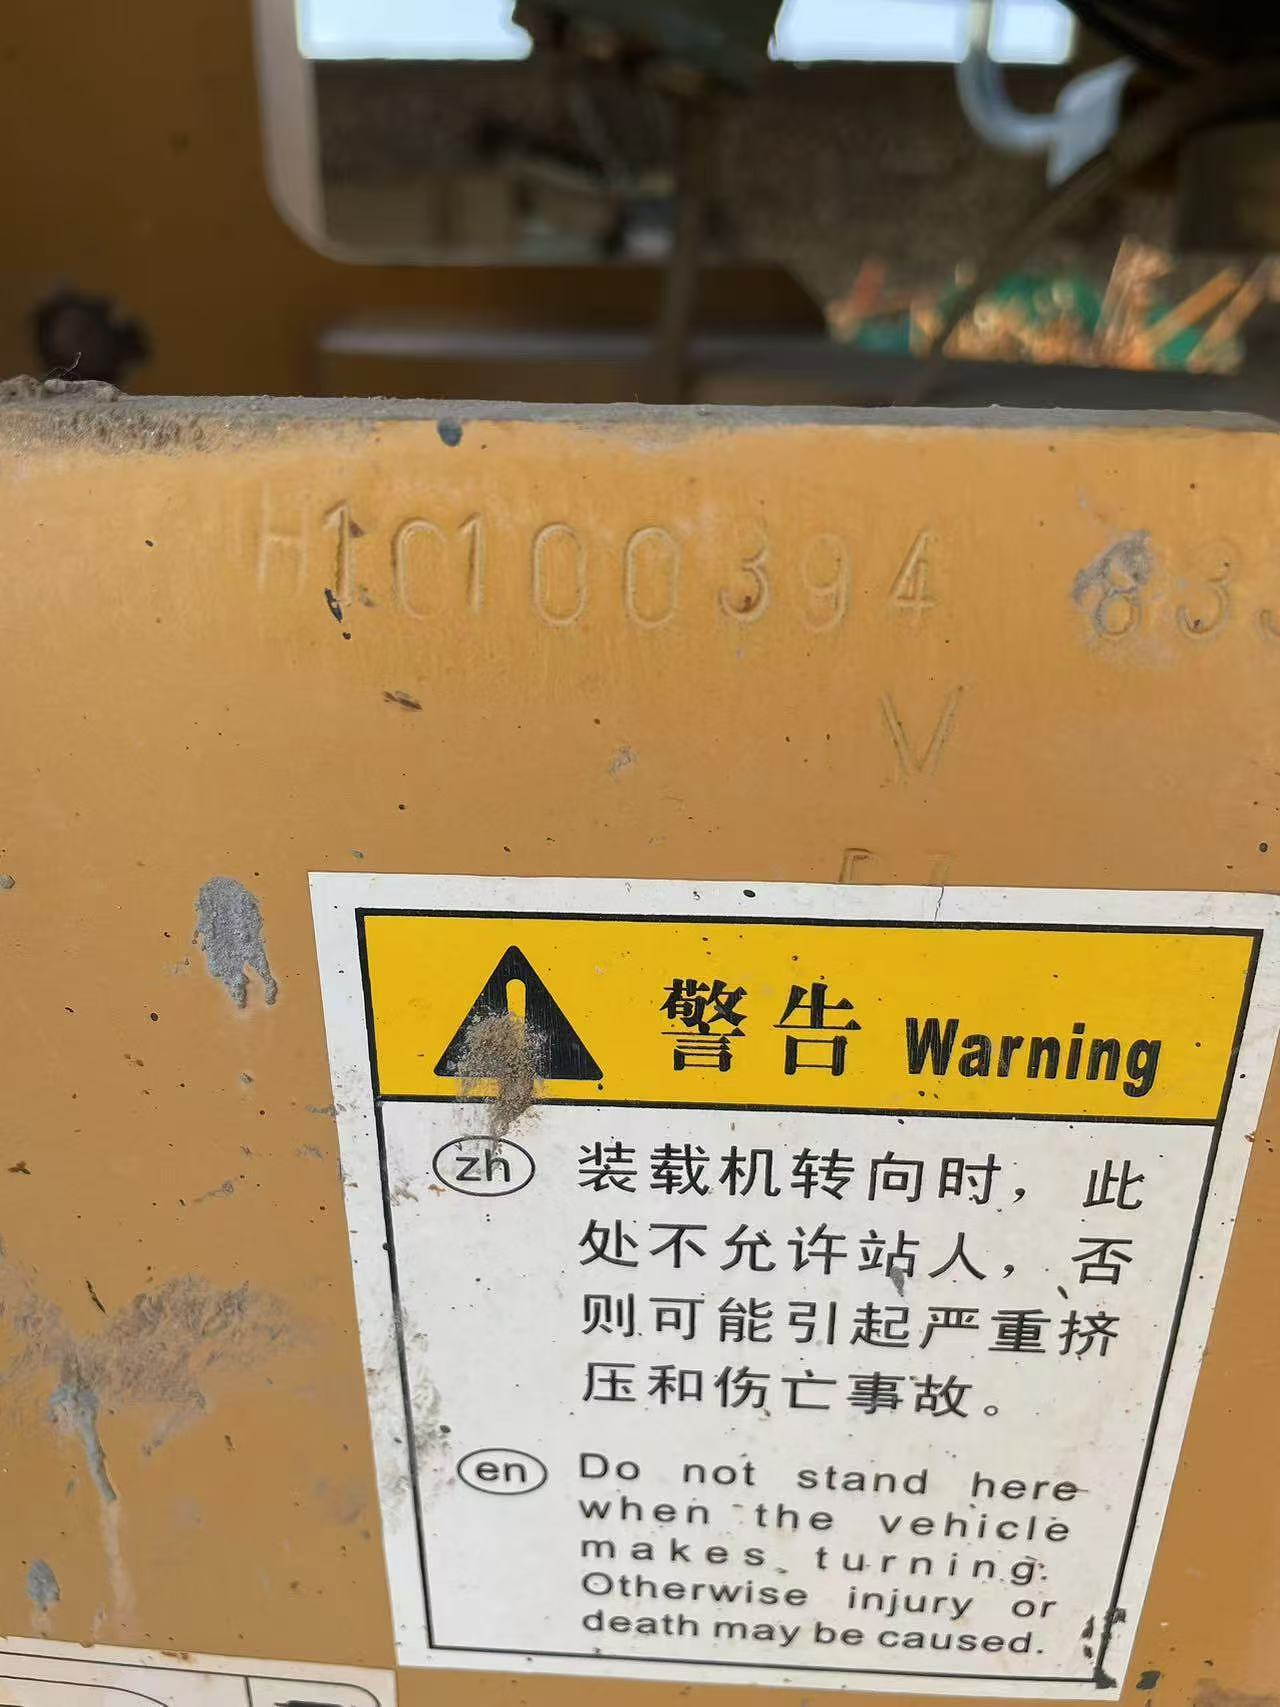 H1C100394 833
V
警告 Warning
zh 装载机转向时，此
处不允许站人，否
则可能引起严重挤
压和伤亡事故。
en Do not stand here
when the vehicle
makes turning.
Otherwise injury or
death may be caused.